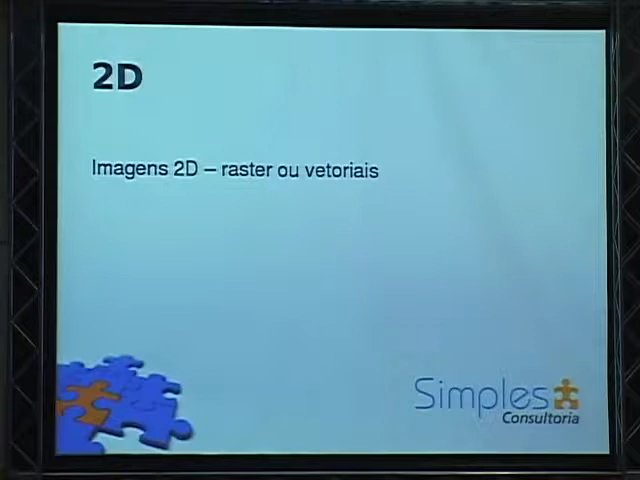 2D
Imagens 2D – raster ou vetoriais
Simples
Consultoria